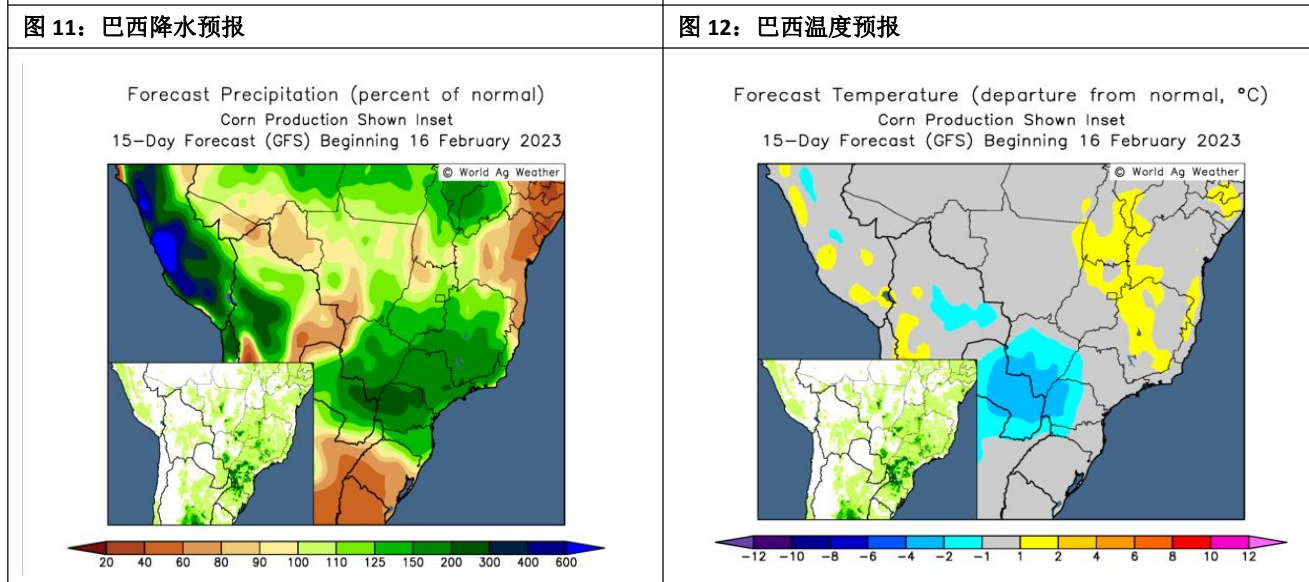 图 11：巴西降水预报
Forecast Precipitation (percent of normal)
Corn Production Shown Inset
15-Day Forecast (GFS) Beginning 16 February 2023
© World Ag Weather
20 40 60 80 90 100 110 125 150 200 300 400 600
图 12：巴西温度预报
Forecast Temperature (departure from normal, °C)
Corn Production Shown Inset
15-Day Forecast (GFS) Beginning 16 February 2023
© World Ag Weather
-12 -10 -8 -6 -4 -2 -1 1 2 4 6 8 10 12